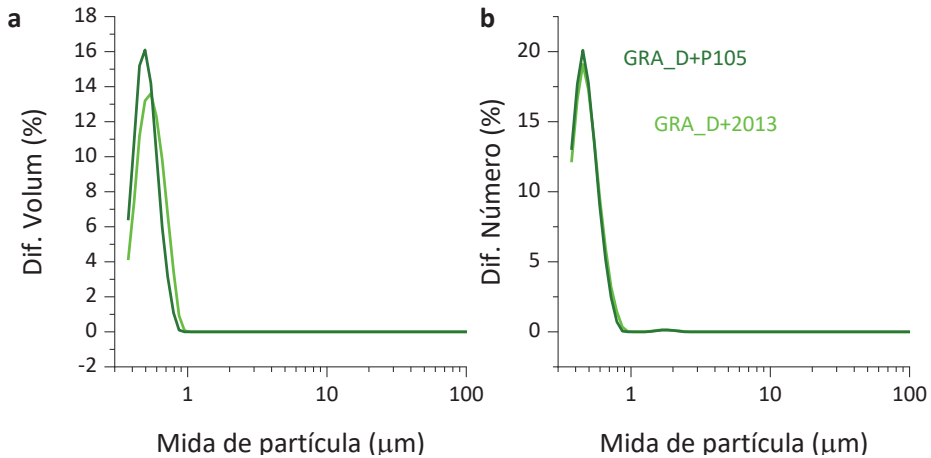 a
18
16
14
12
10
8
6
4
2
0
-2
Dif. Volum (%)
1
10
100
Mida de partícula (µm)
b
20
15
10
5
0
Dif. Número (%)
GRA_D+P105
GRA_D+2013
1
10
100
Mida de partícula (µm)